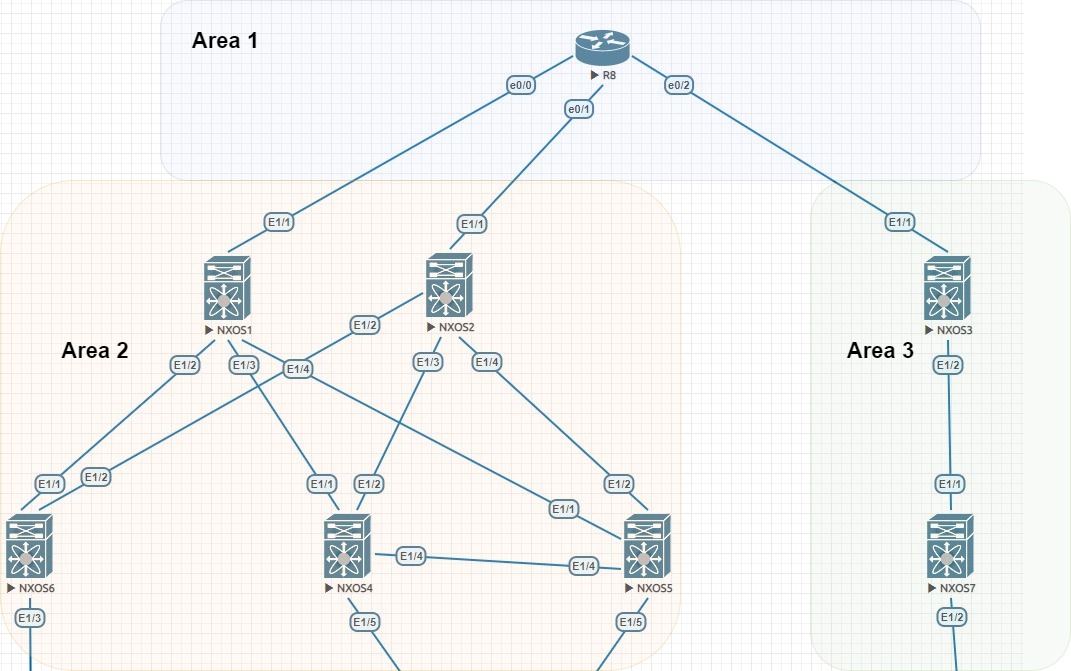 Area 1
R8
e0/0
e0/2
e0/1
E1/1
E1/1
E1/1
NXOS1
NXOS2
NXOS3
E1/2
Area 2
Area 3
E1/2
E1/3
E1/4
E1/3
E1/4
E1/2
E1/1
E1/2
E1/1
E1/2
E1/2
E1/1
E1/1
E1/4
E1/4
NXOS6
NXOS4
NXOS5
NXOS7
E1/3
E1/5
E1/5
E1/2